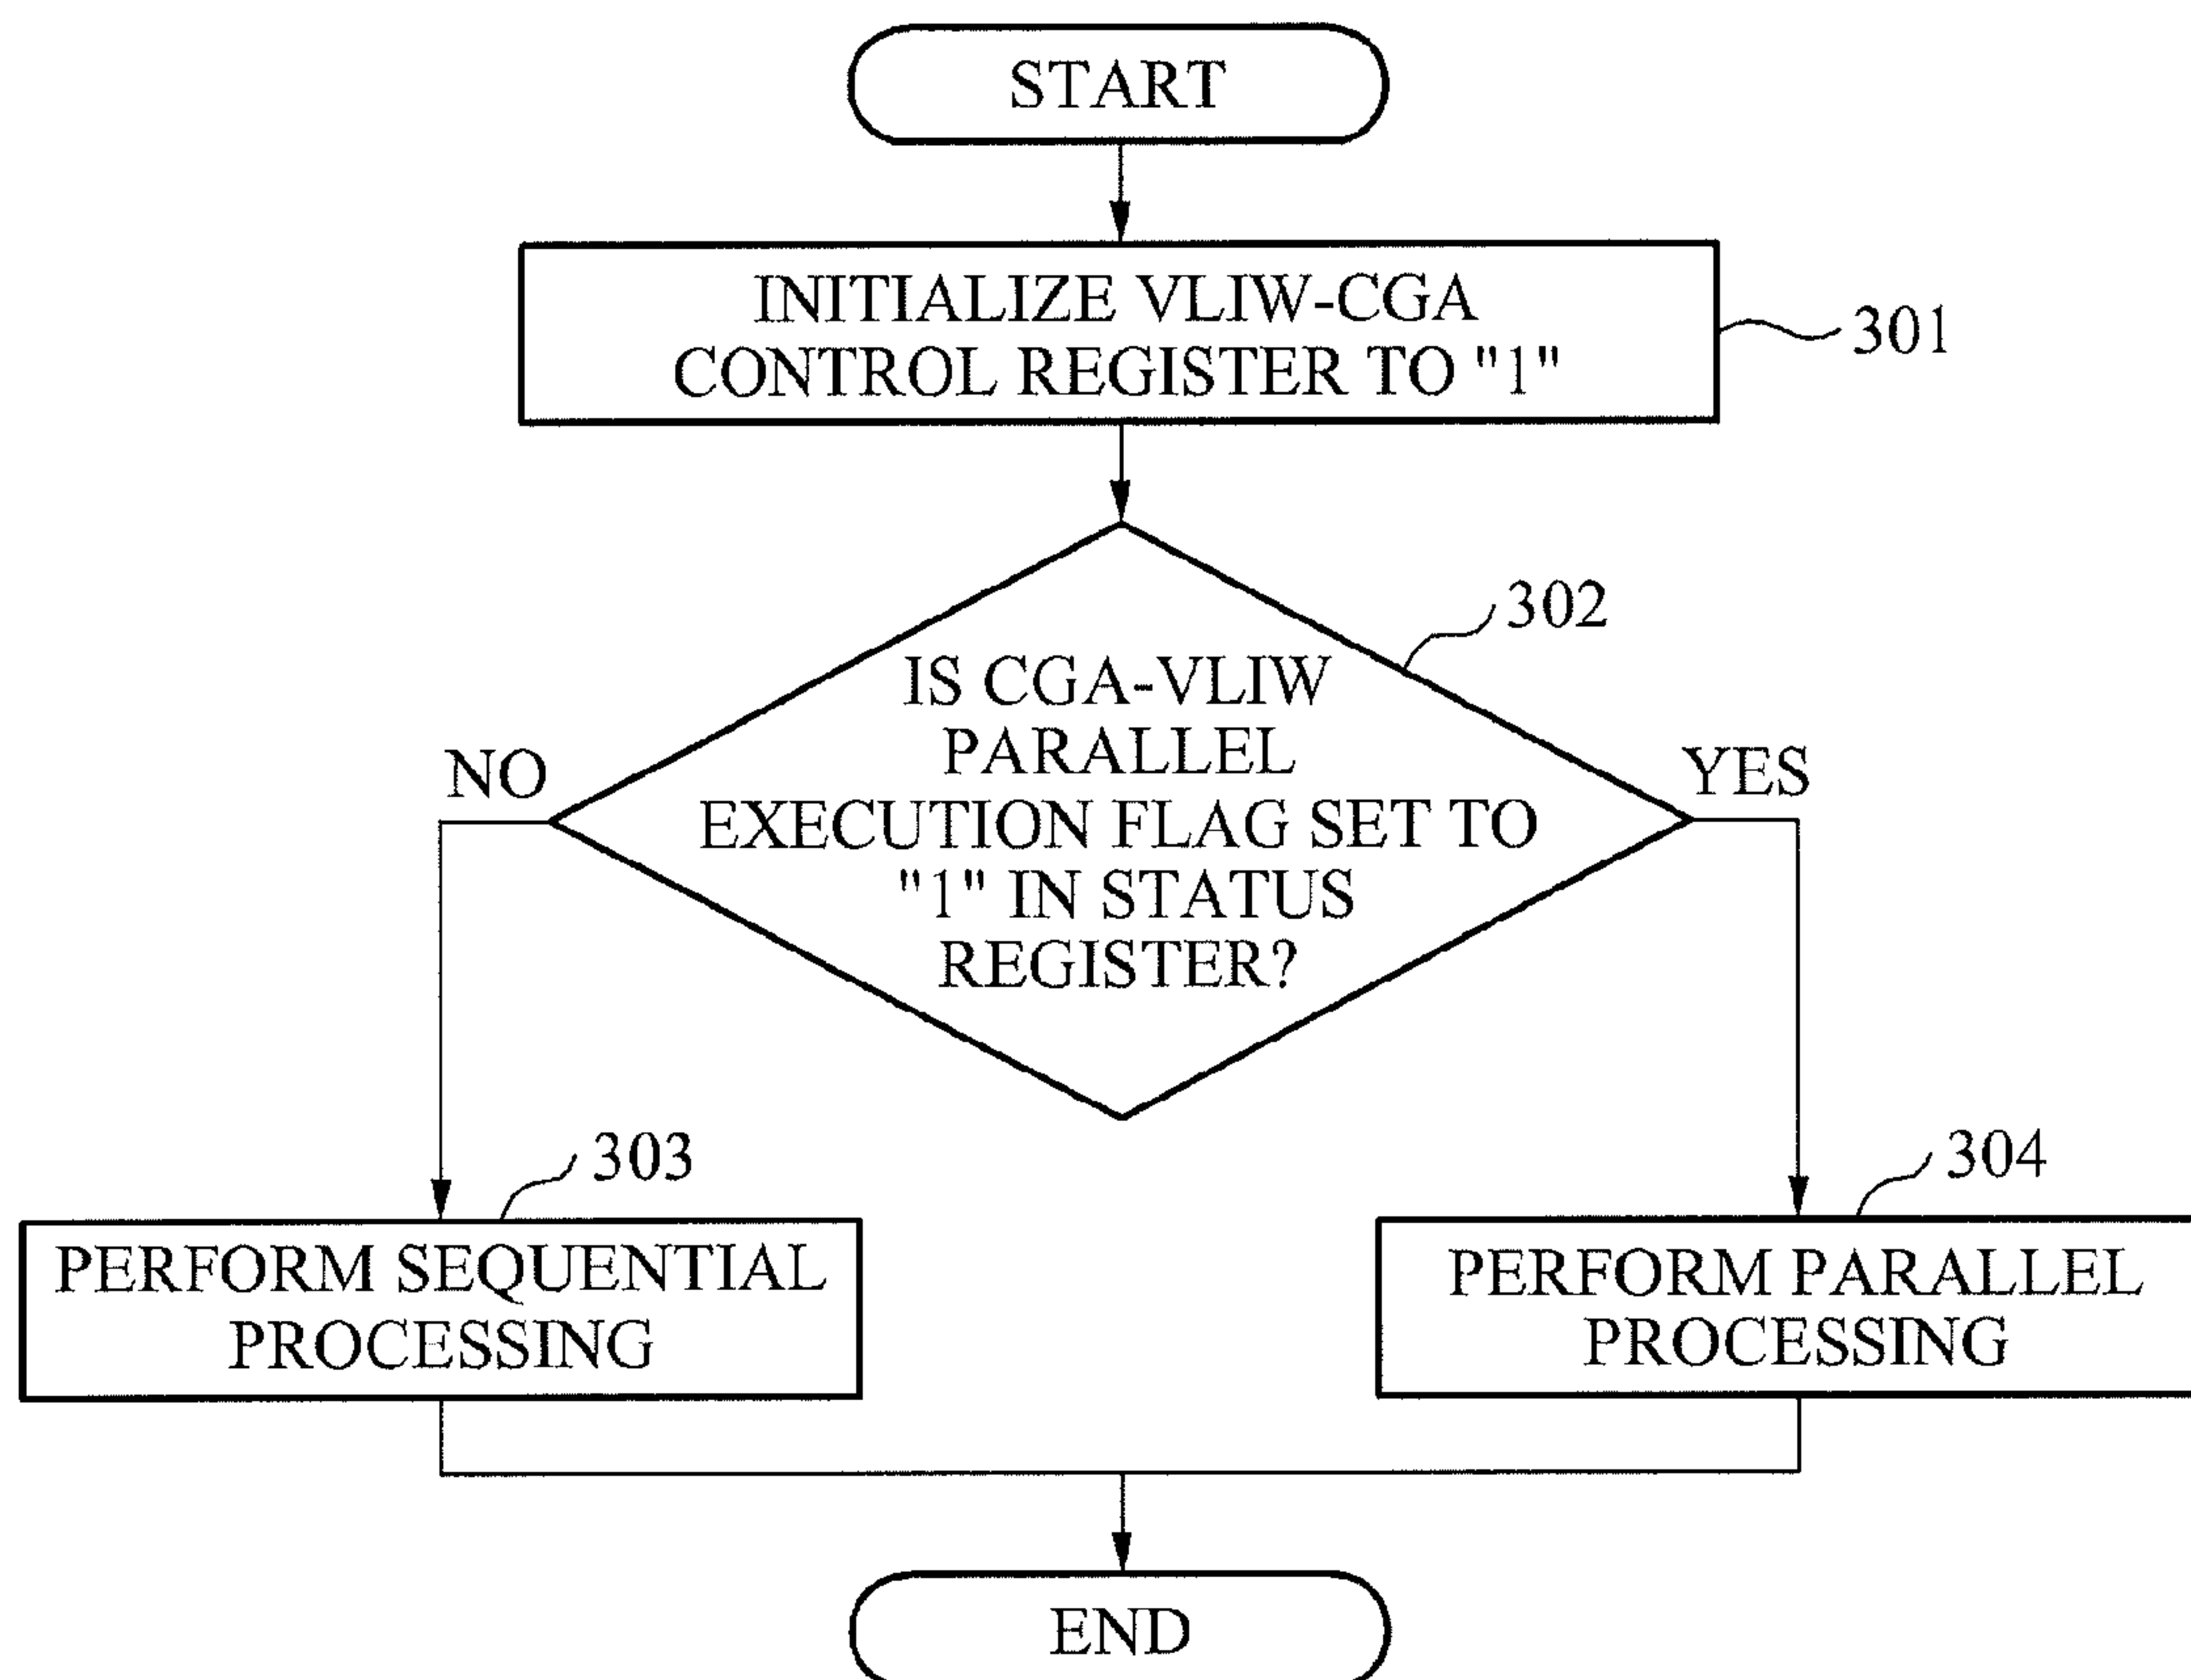 START
INITIALIZE VLIW-CGA
CONTROL REGISTER TO "1"
301
302
IS CGA-VLIW
PARALLEL
EXECUTION FLAG SET TO
"1" IN STATUS
REGISTER?
NO
YES
303
304
PERFORM SEQUENTIAL
PROCESSING
PERFORM PARALLEL
PROCESSING
END